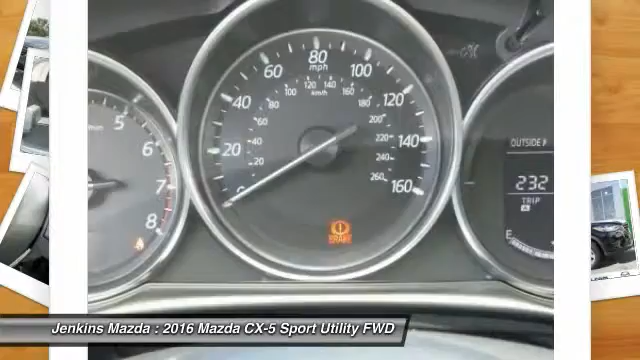 80
mph
60 100
40 120
20 140
0 160
120 140
100 160
km/h
80 180
60 200
40 220
20 240
260
BRAKE
5
6
7
8
OUTSIDE
232
TRIP
A
E
Jenkins Mazda : 2016 Mazda CX-5 Sport Utility FWD